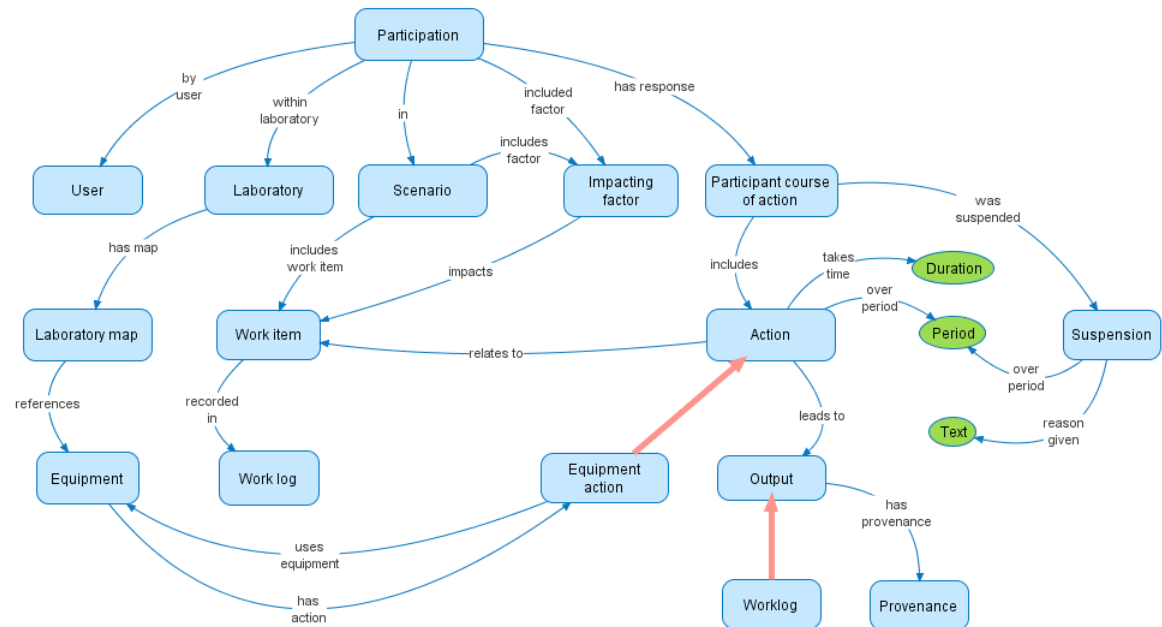 Participation
by
user
within
laboratory
in
included
factor
has response
includes
factor
User
Laboratory
Scenario
Impacting
factor
Participant course
of action
was
suspended
has map
includes
work item
impacts
includes
takes
time
Duration
over
period
Laboratory map
Work item
relates to
Action
Period
Suspension
over
period
references
recorded
in
leads to
Text
reason
given
Equipment
Work log
Equipment
action
Output
has
provenance
uses
equipment
has
action
Worklog
Provenance